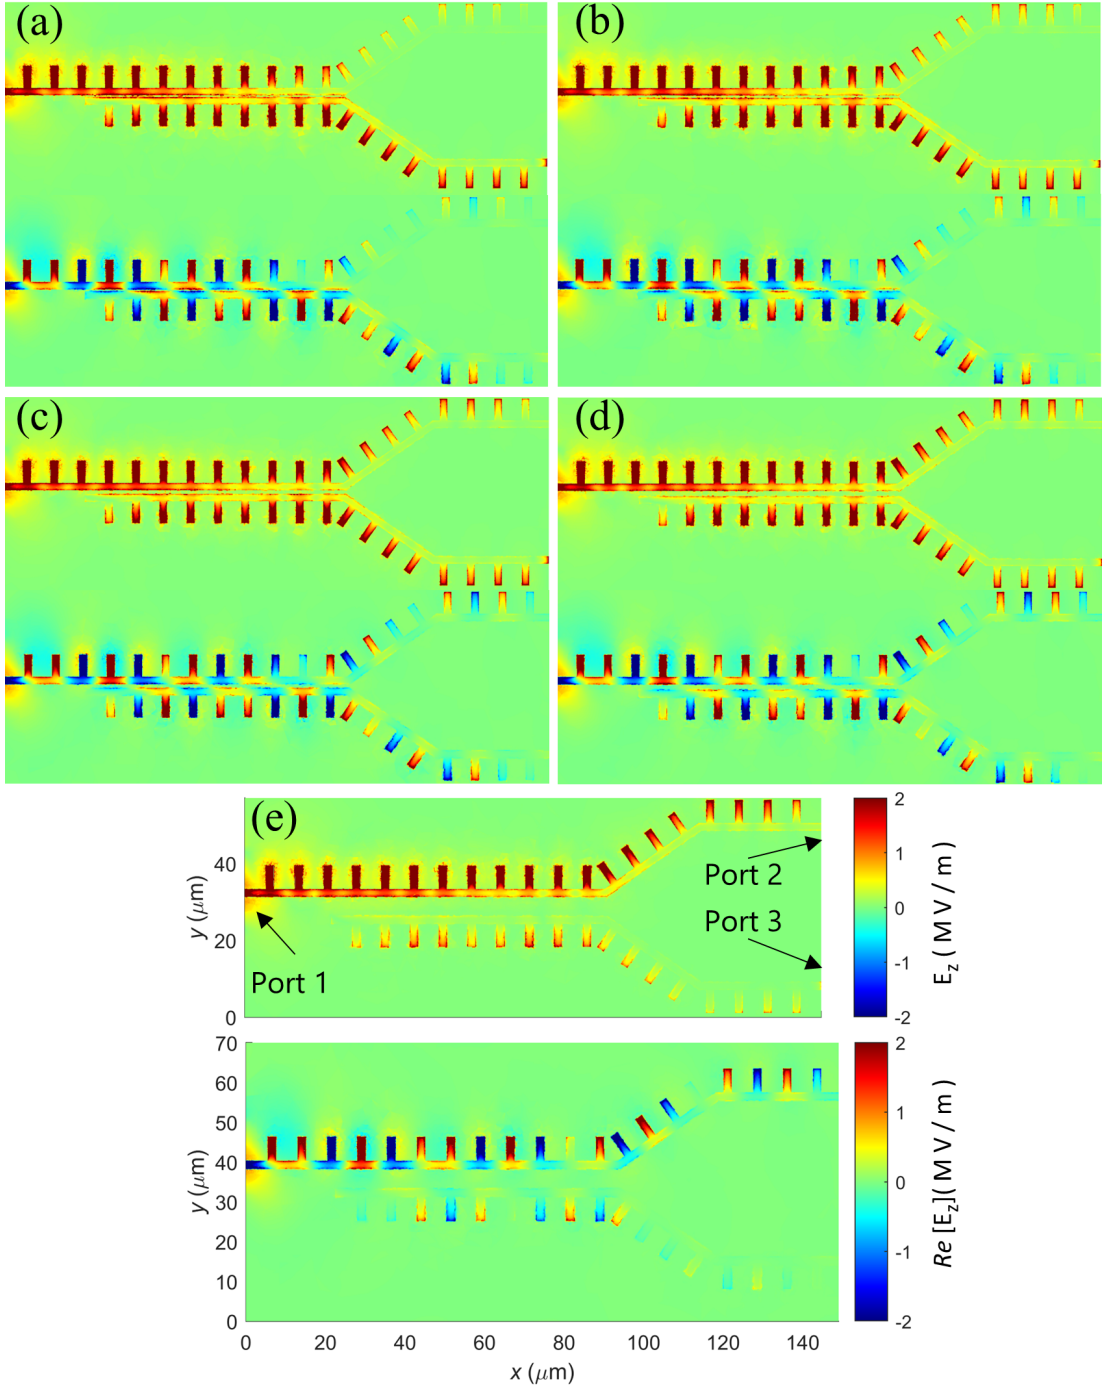 (a)
(b)
(c)
(d)
(e)
40
20
0
y (μm)
Port 1
Port 2
Port 3
2
1
0
-1
-2
E_z ( M V / m )
70
60
50
40
30
20
10
0
y (μm)
0
20
40
60
80
100
120
140
x (μm)
2
1
0
-1
-2
Re [E_z]( M V / m )